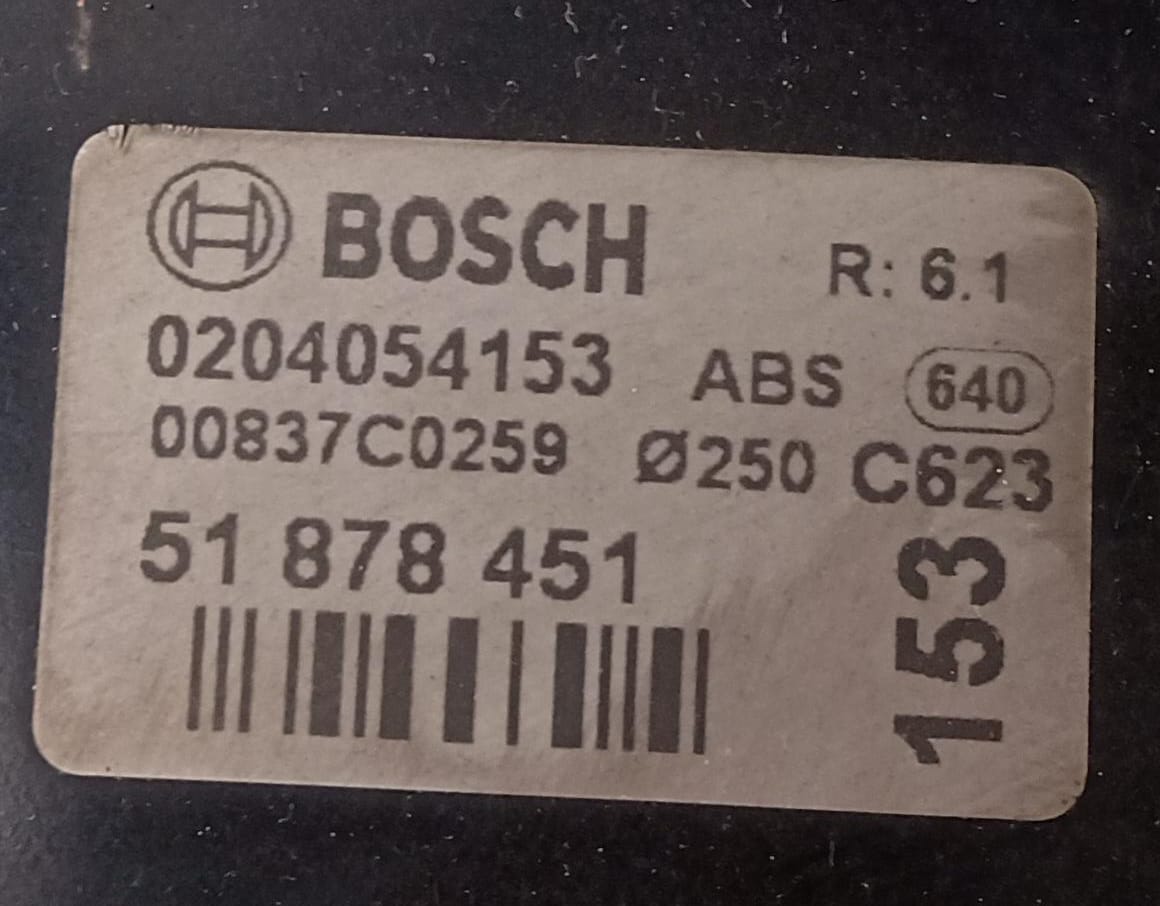 BOSCH R: 6.1
0204054153 ABS 640
00837C0259 Ø250 C623
51 878 451
153